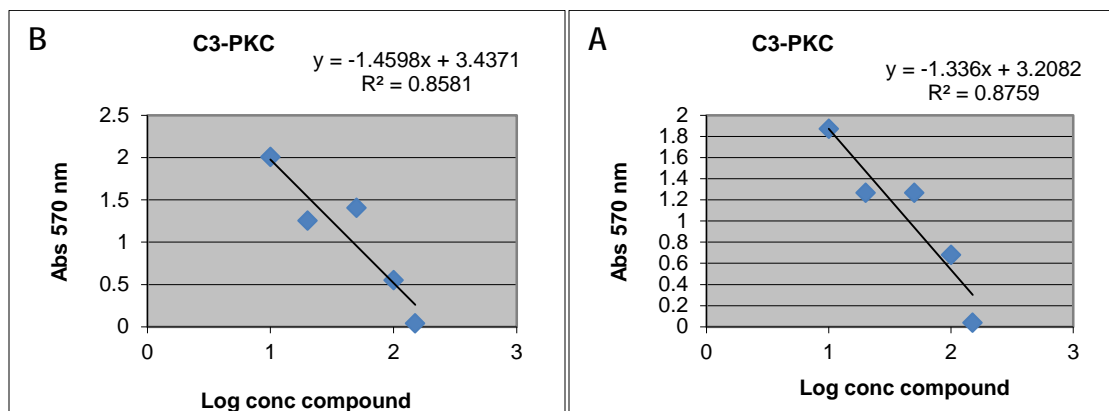 B
C3-PKC
y = -1.4598x + 3.4371
R² = 0.8581
2.5
2
1.5
1
0.5
0
0 1 2 3
Abs 570 nm
Log conc compound
A
C3-PKC
y = -1.336x + 3.2082
R² = 0.8759
2
1.8
1.6
1.4
1.2
1
0.8
0.6
0.4
0.2
0
0 1 2 3
Abs 570 nm
Log conc compound